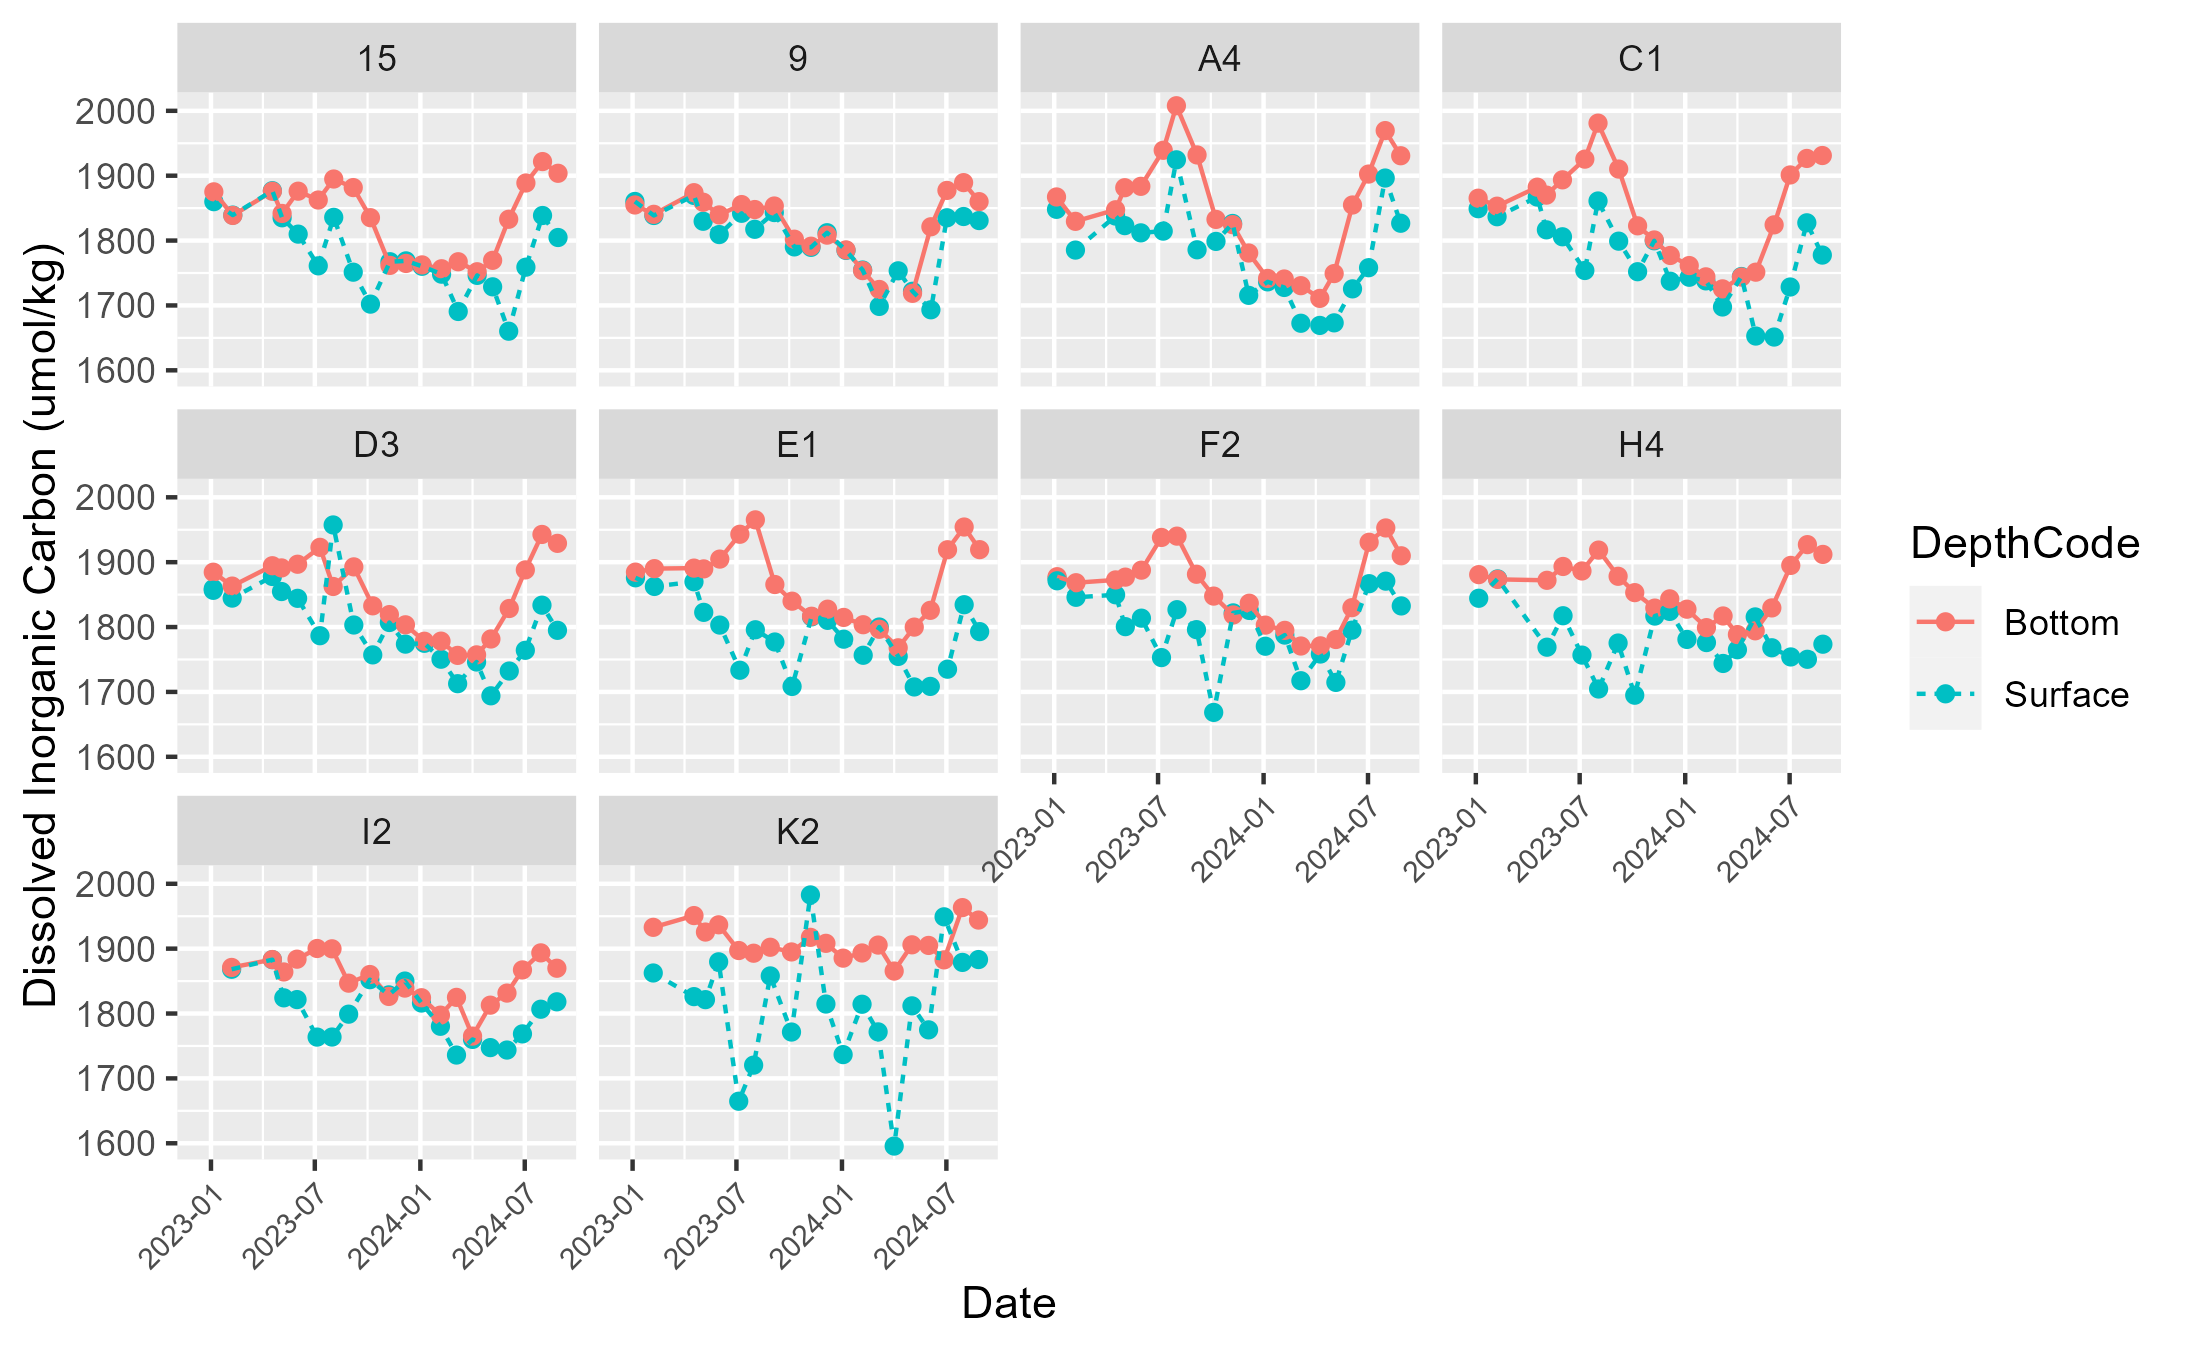 15
9
A4
C1
2000
1900
1800
1700
1600
D3
E1
F2
H4
2000
1900
1800
1700
1600
2023-01
2023-07
2024-01
2024-07
2023-01
2023-07
2024-01
2024-07
I2
K2
2000
1900
1800
1700
1600
2023-01
2023-07
2024-01
2024-07
2023-01
2023-07
2024-01
2024-07
Date
Dissolved Inorganic Carbon (umol/kg)
DepthCode
Bottom
Surface